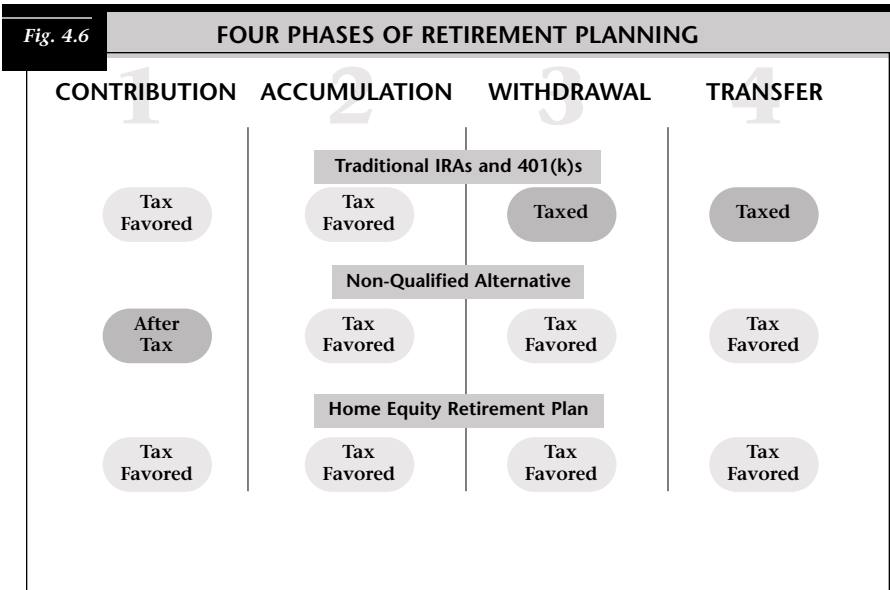 Fig. 4.6
FOUR PHASES OF RETIREMENT PLANNING
1 2 3 4
CONTRIBUTION ACCUMULATION WITHDRAWAL TRANSFER
Traditional IRAs and 401(k)s
Tax Favored
Tax Favored
Taxed
Taxed
Non-Qualified Alternative
After Tax
Tax Favored
Tax Favored
Tax Favored
Home Equity Retirement Plan
Tax Favored
Tax Favored
Tax Favored
Tax Favored